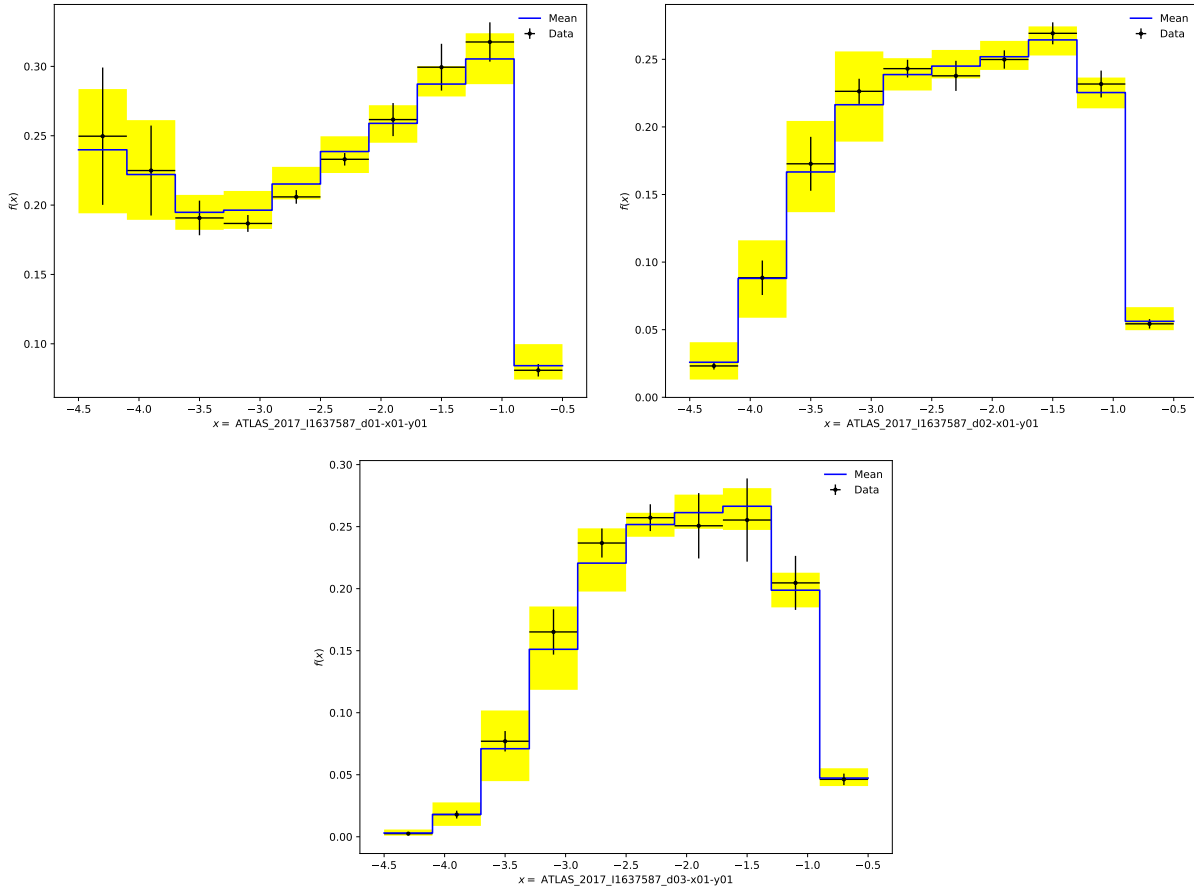 Mean
Data
f(x)
0.30
0.25
0.20
0.15
0.10
−4.5 −4.0 −3.5 −3.0 −2.5 −2.0 −1.5 −1.0 −0.5
x = ATLAS_2017_I1637587_d01-x01-y01
Mean
Data
f(x)
0.25
0.20
0.15
0.10
0.05
0.00
−4.5 −4.0 −3.5 −3.0 −2.5 −2.0 −1.5 −1.0 −0.5
x = ATLAS_2017_I1637587_d02-x01-y01
Mean
Data
f(x)
0.30
0.25
0.20
0.15
0.10
0.05
0.00
−4.5 −4.0 −3.5 −3.0 −2.5 −2.0 −1.5 −1.0 −0.5
x = ATLAS_2017_I1637587_d03-x01-y01